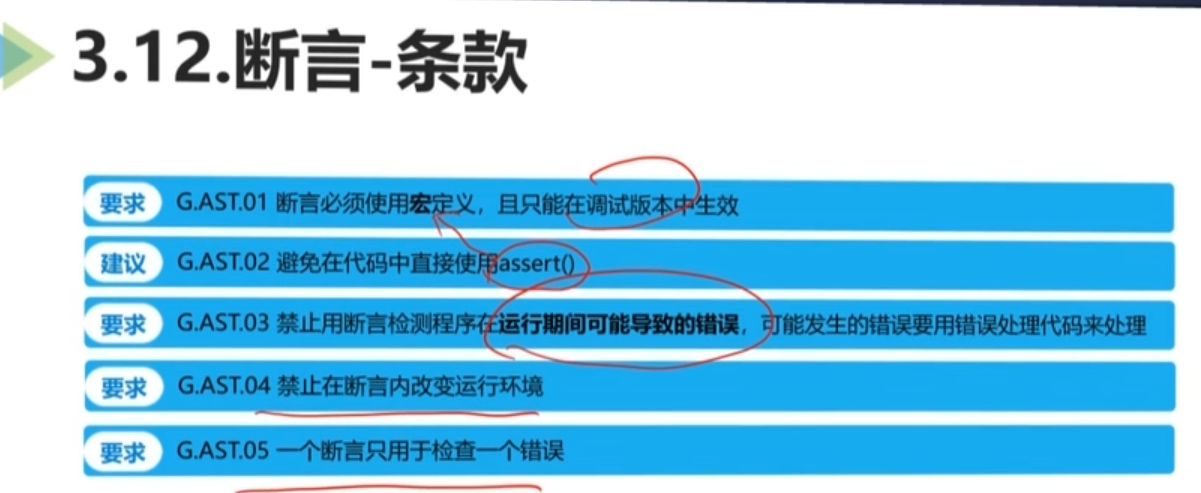 3.12.断言-条款
要求 G.AST.01 断言必须使用宏定义，且只能在调试版本中生效
建议 G.AST.02 避免在代码中直接使用assert()
要求 G.AST.03 禁止用断言检测程序在运行期间可能导致的错误，可能发生的错误要用错误处理代码来处理
要求 G.AST.04 禁止在断言内改变运行环境
要求 G.AST.05 一个断言只用于检查一个错误